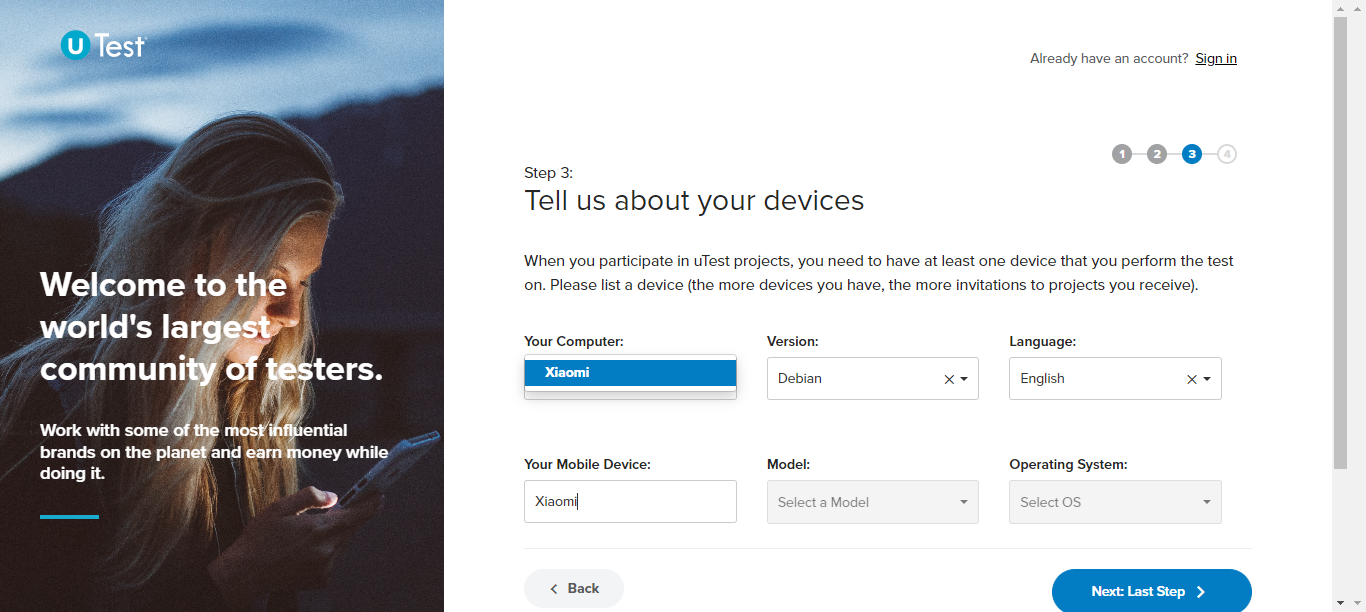 uTest
Already have an account? Sign in
1 2 3 4
Step 3:
Tell us about your devices
Welcome to the
world's largest
community of testers.
Work with some of the most influential
brands on the planet and earn money while
doing it.
When you participate in uTest projects, you need to have at least one device that you perform the test
on. Please list a device (the more devices you have, the more invitations to projects you receive).
Your Computer: Version: Language:
Xiaomi Debian English
Your Mobile Device: Model: Operating System:
Xiaomi Select a Model Select OS
Back Next: Last Step